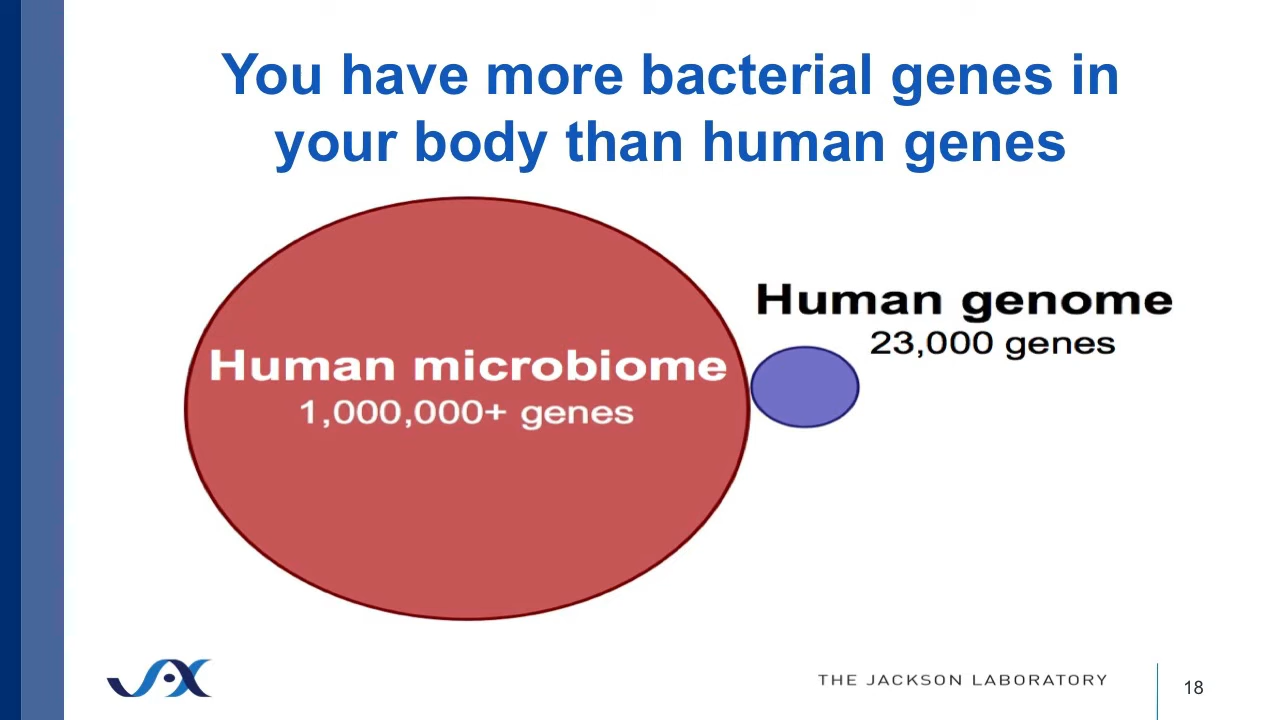 You have more bacterial genes in
your body than human genes
Human genome
23,000 genes
Human microbiome
1,000,000+ genes
JAX
THE JACKSON LABORATORY
18